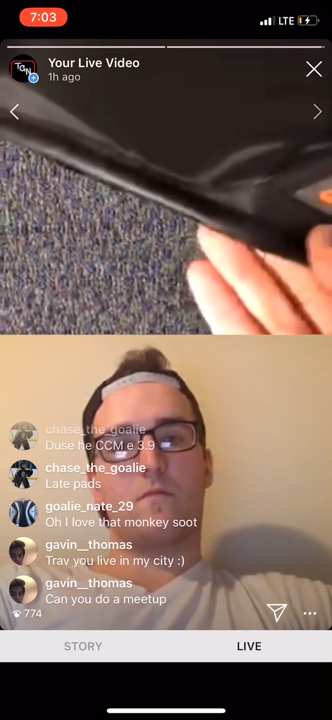 7:03
LTE
TGN
Your Live Video
1h ago
chase_the_goalie
Duse he CCM e 3.9
chase_the_goalie
Late pads
goalie_nate_29
Oh I love that monkey soot
gavin__thomas
Trav you live in my city :)
gavin__thomas
Can you do a meetup
774
STORY
LIVE